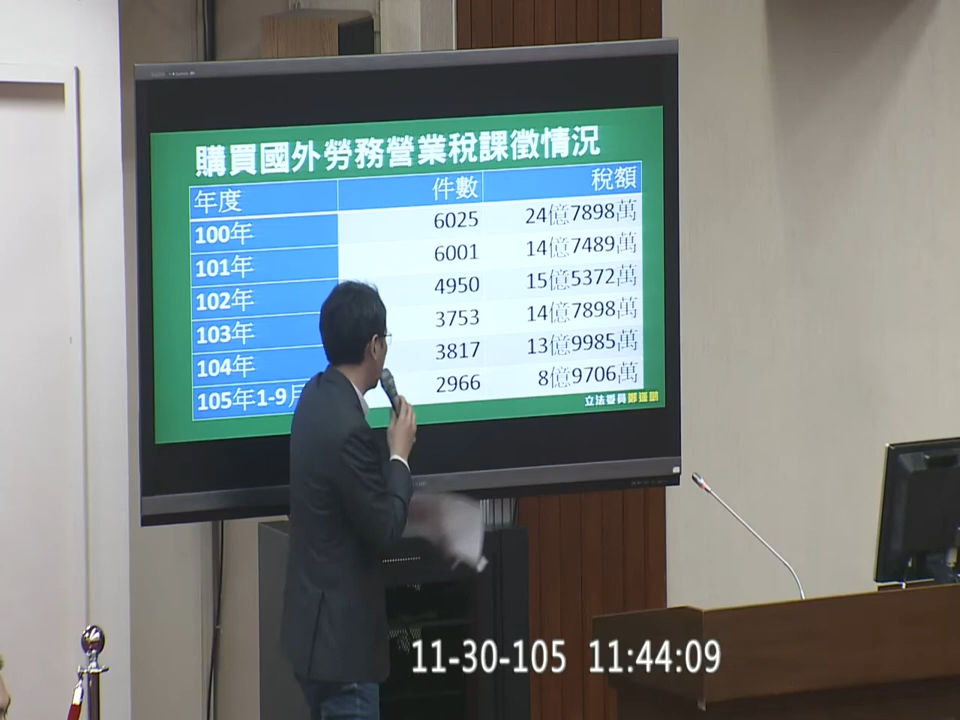 購買國外勞務營業稅課徵情況
年度 件數 稅額
100年 6025 24億7898萬
101年 6001 14億7489萬
102年 4950 15億5372萬
103年 3753 14億7898萬
104年 3817 13億9985萬
105年1-9月 2966 8億9706萬
立法委員鄭運鵬
11-30-105 11:44:09